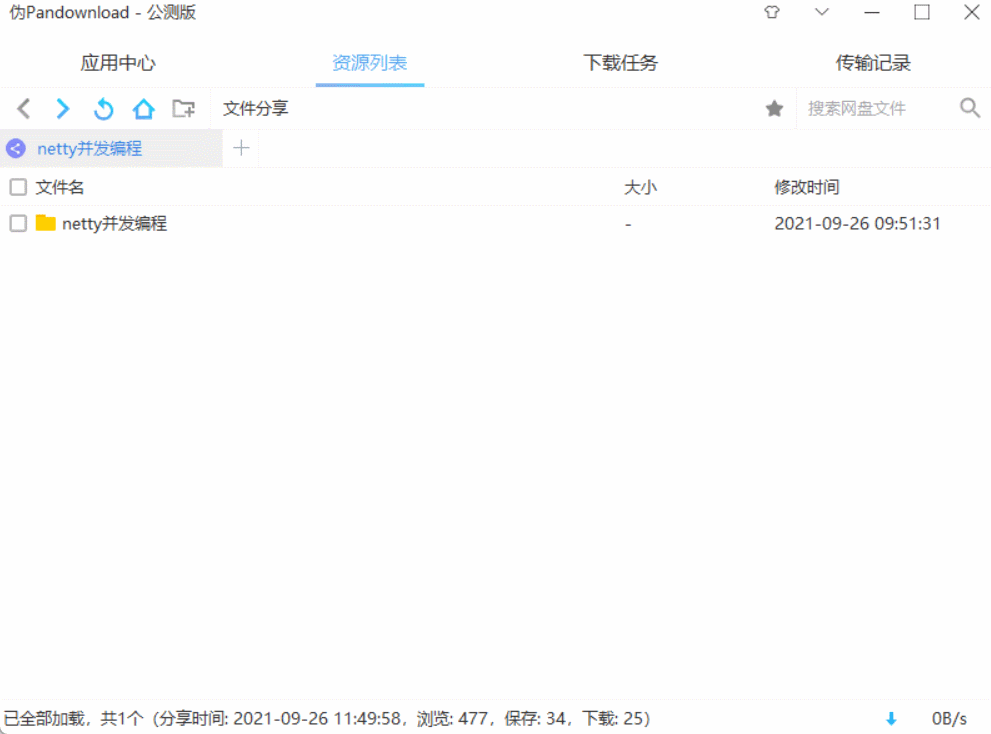 伪Pandownload - 公测版
应用中心 资源列表 下载任务 传输记录
文件分享 搜索网盘文件
netty并发编程
文件名 大小 修改时间
netty并发编程 - 2021-09-26 09:51:31
已全部加载，共1个（分享时间: 2021-09-26 11:49:58，浏览: 477，保存: 34，下载: 25） 0B/s